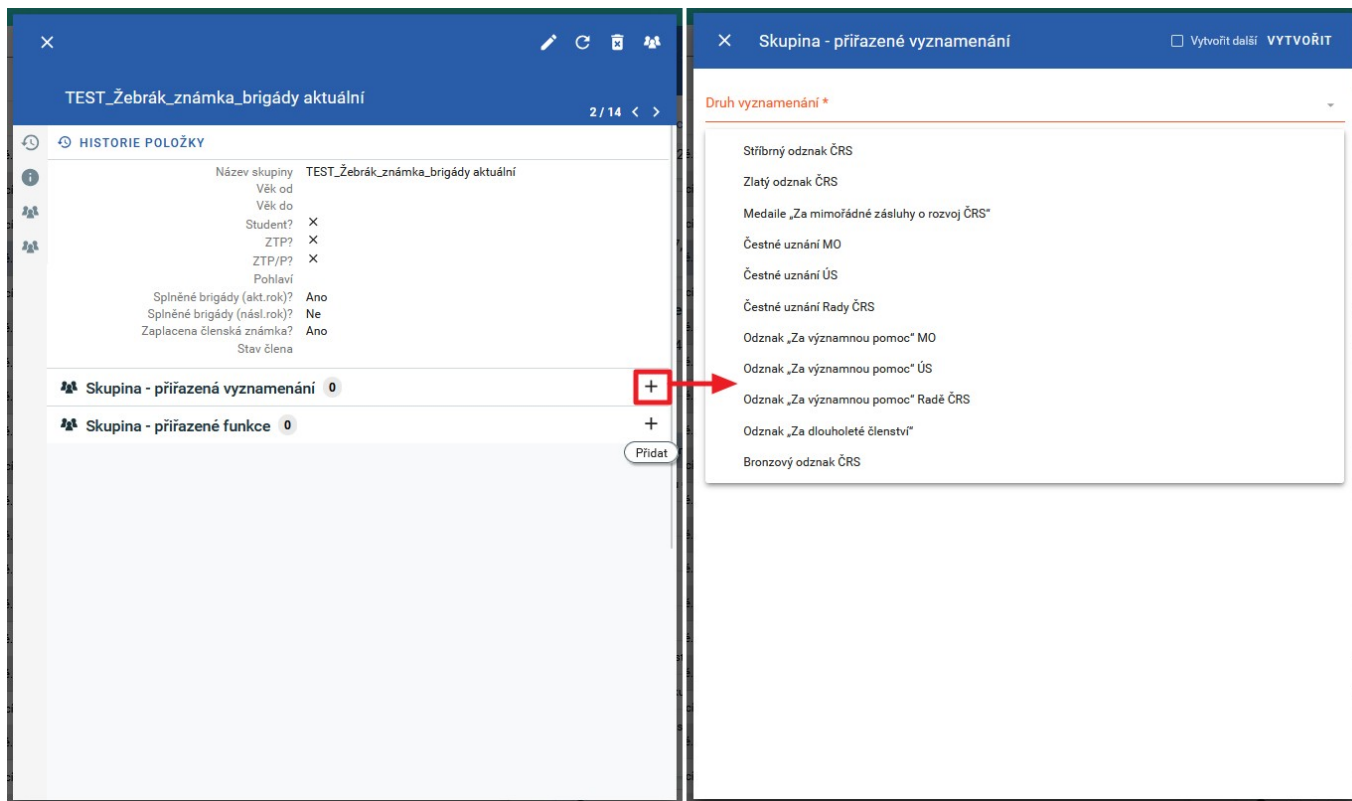 TEST_Žebrák_známka_brigády aktuální
2 / 14
HISTORIE POLOŽKY
Název skupiny TEST_Žebrák_známka_brigády aktuální
Věk od
Věk do
Student?
ZTP?
ZTP/P?
Pohlaví
Splněné brigády (akt.rok)? Ano
Splněné brigády (násl.rok)? Ne
Zaplacena členská známka? Ano
Stav člena
Skupina - přiřazená vyznamenání 0
Skupina - přiřazené funkce 0
Přidat
Skupina - přiřazené vyznamenání
Vytvořit další VYTVOŘIT
Druh vyznamenání *
Stříbrný odznak ČRS
Zlatý odznak ČRS
Medaile „Za mimořádné zásluhy o rozvoj ČRS“
Čestné uznání MO
Čestné uznání ÚS
Čestné uznání Rady ČRS
Odznak „Za významnou pomoc“ MO
Odznak „Za významnou pomoc“ ÚS
Odznak „Za významnou pomoc“ Radě ČRS
Odznak „Za dlouholeté členství“
Bronzový odznak ČRS